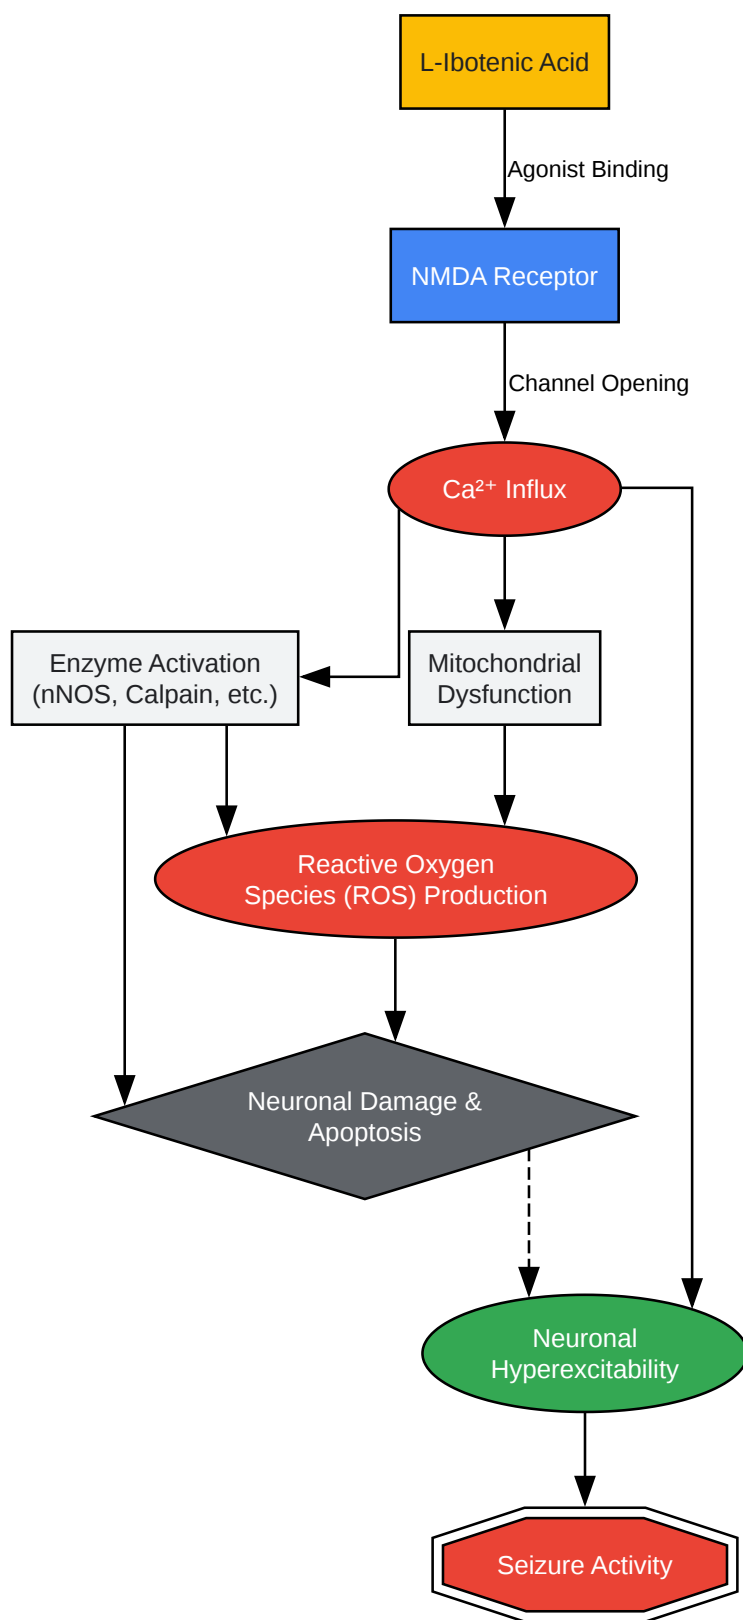 L-Ibotenic Acid
Agonist Binding
NMDA Receptor
Channel Opening
Ca²⁺ Influx
Enzyme Activation
(nNOS, Calpain, etc.)
Mitochondrial
Dysfunction
Reactive Oxygen
Species (ROS) Production
Neuronal Damage &
Apoptosis
Neuronal
Hyperexcitability
Seizure Activity